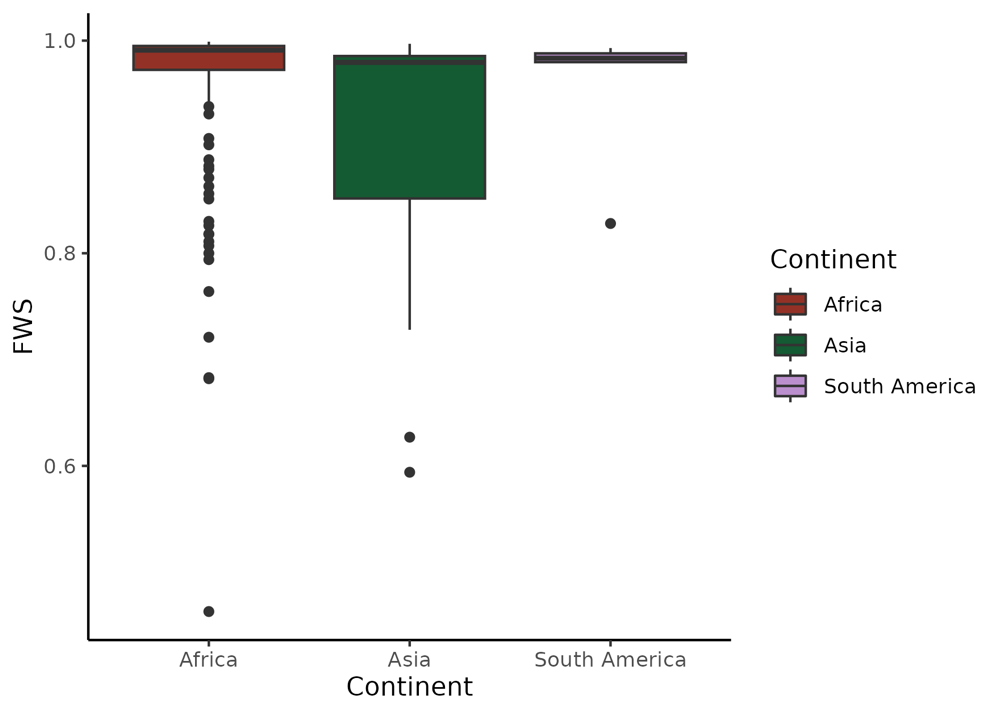 FWS
1.0
0.8
0.6
Africa
Asia
South America
Continent
Continent
Africa
Asia
South America